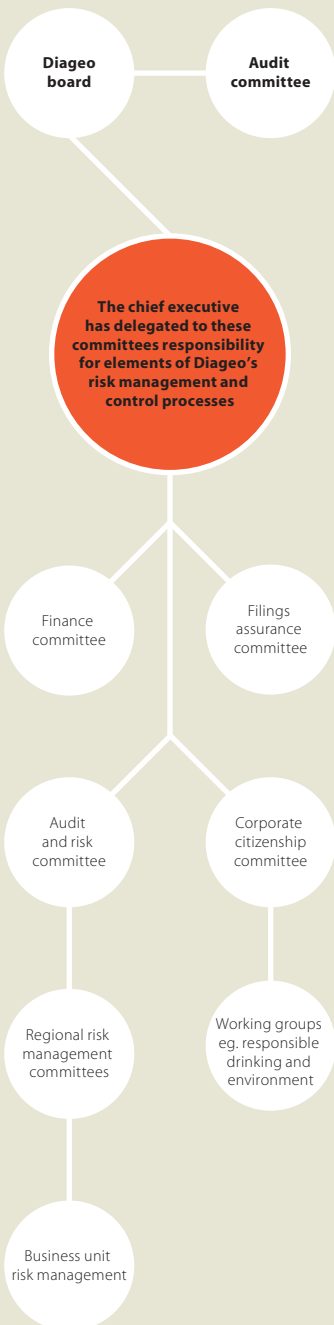 Diageo
board
Audit
committee
The chief executive
has delegated to these
committees responsibility
for elements of Diageo’s
risk management and
control processes
Finance
committee
Filings
assurance
committee
Audit
and risk
committee
Corporate
citizenship
committee
Regional risk
management
committees
Working groups
eg. responsible
drinking and
environment
Business unit
risk management